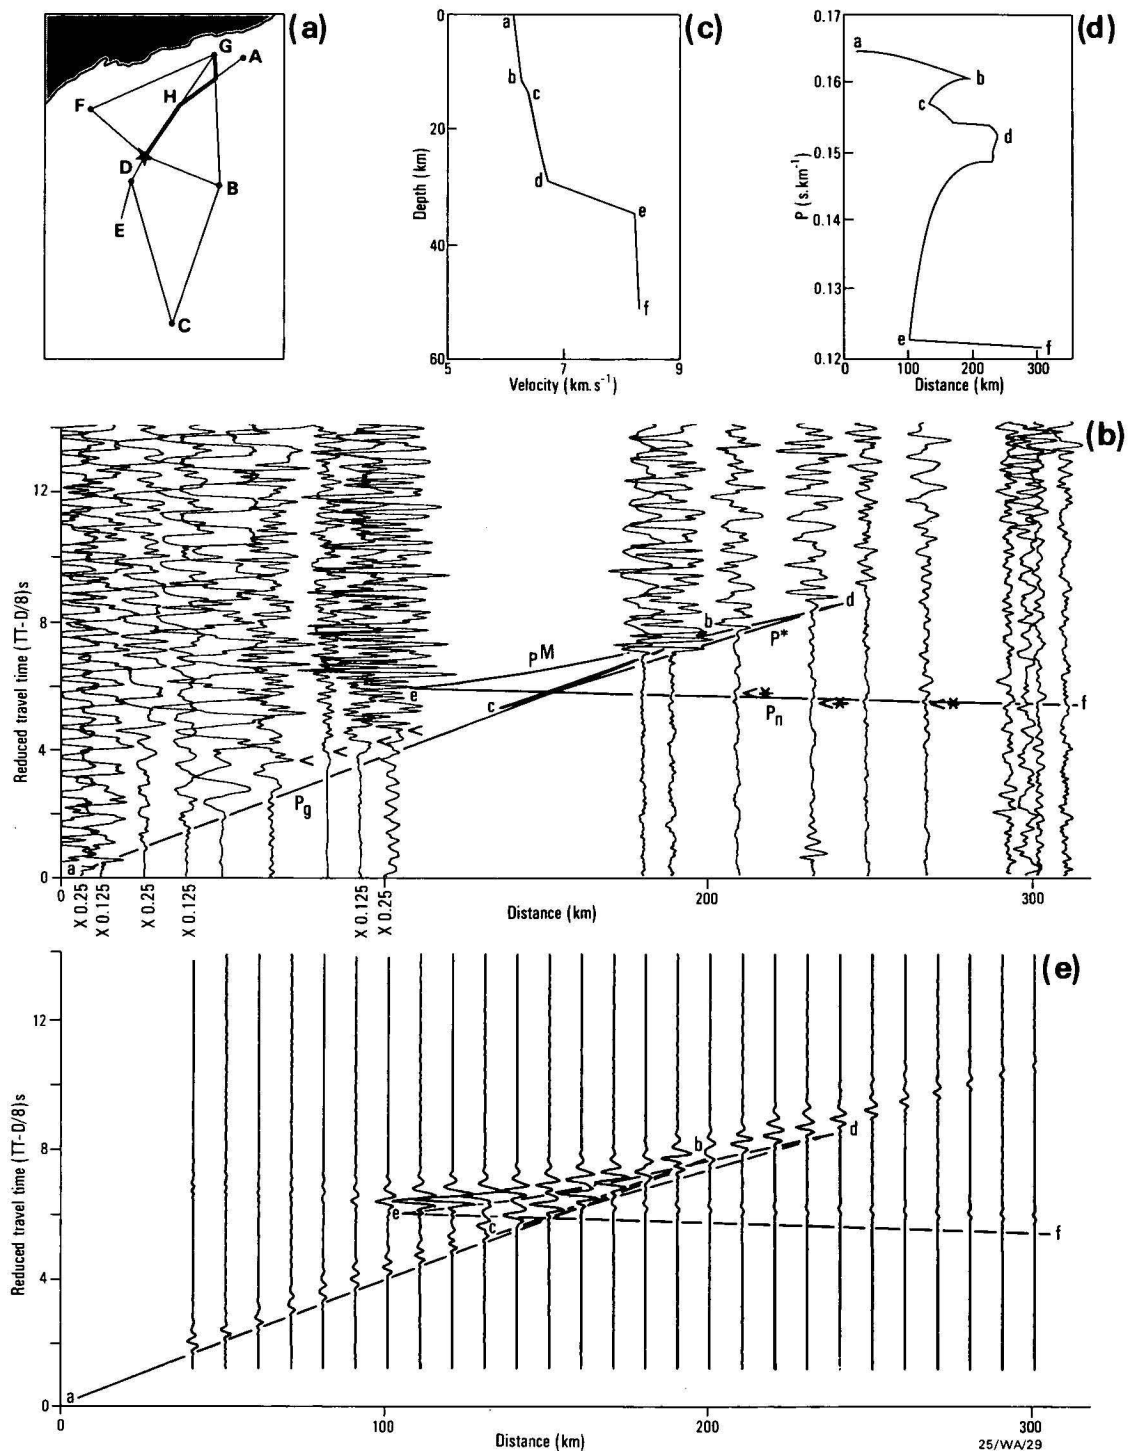 (a)
G
A
F
H
D
B
E
C
(c)
0
20
40
60
Depth (km)
5
7
9
Velocity (km.s⁻¹)
a
b
c
d
e
f
(d)
0.17
0.16
0.15
0.14
0.13
0.12
P (s.km⁻¹)
0
100
200
300
Distance (km)
a
b
c
d
e
f
(b)
12
8
4
0
Reduced travel time (TT-D/8)s
a
Pg
e
c
PM
b
P*
d
Pn
f
0
200
300
Distance (km)
X 0.25
X 0.125
X 0.25
X 0.125
X 0.125
X 0.25
(e)
12
8
4
0
Reduced travel time (TT-D/8)s
a
e
c
b
d
f
0
100
200
300
Distance (km)
25/WA/29